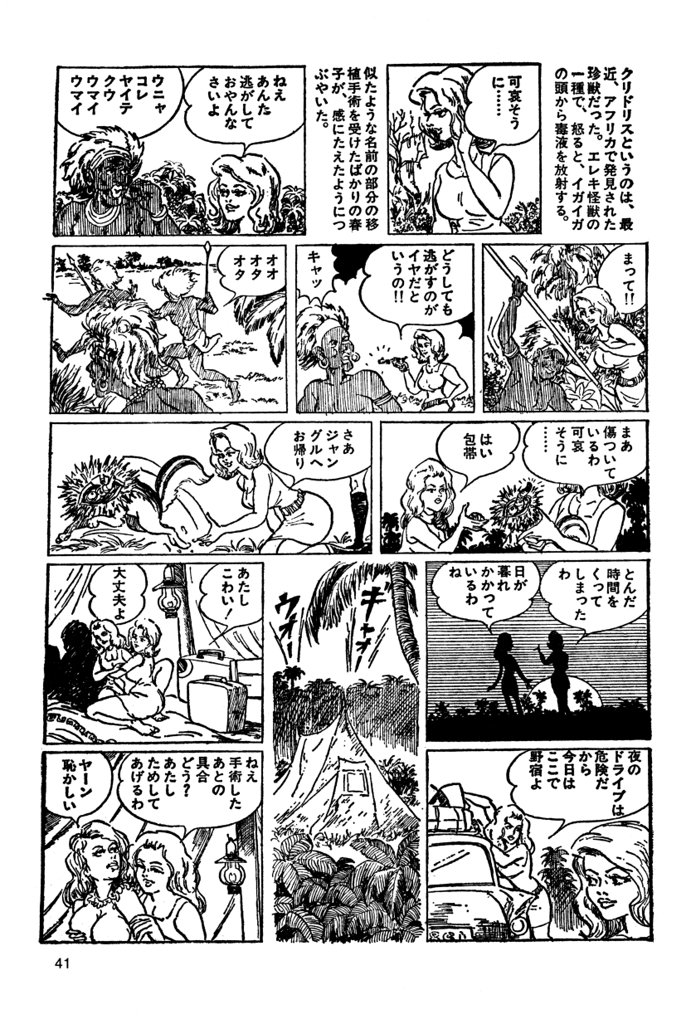 クリドリスというのは、最
近、アフリカで発見された
珍獣だった。エレキ怪獣の
一種で、怒ると、イガイガ
の頭から毒液を放射する。
可哀そう
に……
似たような名前の部分の移
植手術を受けたばかりの春
子が、感にたえたようにつ
ぶやいた。
ねえ
あんた
逃がして
おやんな
さいよ
ウニャ
コレ
ヤイテ
クウ
ウマイ
ウマイ
まって!!
どうしても
逃がすのが
イヤだと
いうの!!
キャッ
オオ
オタ
オタ
まあ
傷ついて
いるわ
可哀
そうに
……
はい
包帯
さあ
ジャン
グルへ
お帰り
とんだ
時間を
くって
しまった
わ
日が
暮れ
かかって
いるわ
ね
夜の
ドライブは
危険だ
から
今日は
ここで
野宿よ
ギャオー
ウオー
あたし
こわい!
大丈夫よ
ねえ
手術した
あとの
具合
どう?
あたし
ためして
あげるわ
ヤーン
恥かしい
41